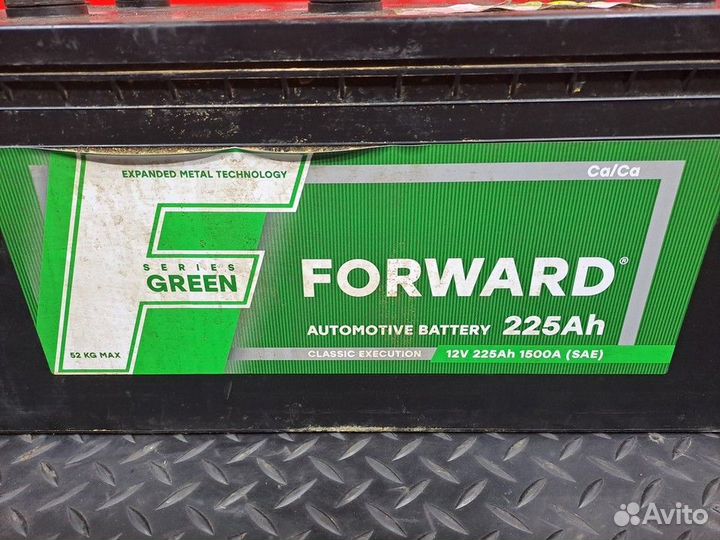 EXPANDED METAL TECHNOLOGY
Ca/Ca
F
SERIES
GREEN
FORWARD®
AUTOMOTIVE BATTERY 225Ah
52 KG MAX
CLASSIC EXECUTION 12V 225Ah 1500A (SAE)
Avito